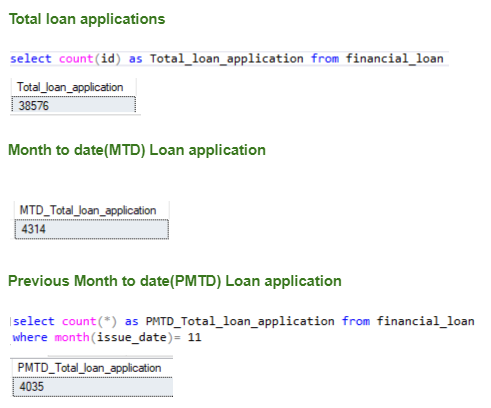 Total loan applications
select count(id) as Total_loan_application from financial_loan
Total_loan_application
38576
Month to date(MTD) Loan application
MTD_Total_loan_application
4314
Previous Month to date(PMTD) Loan application
select count(*) as PMTD_Total_loan_application from financial_loan
where month(issue_date)= 11
PMTD_Total_loan_application
4035